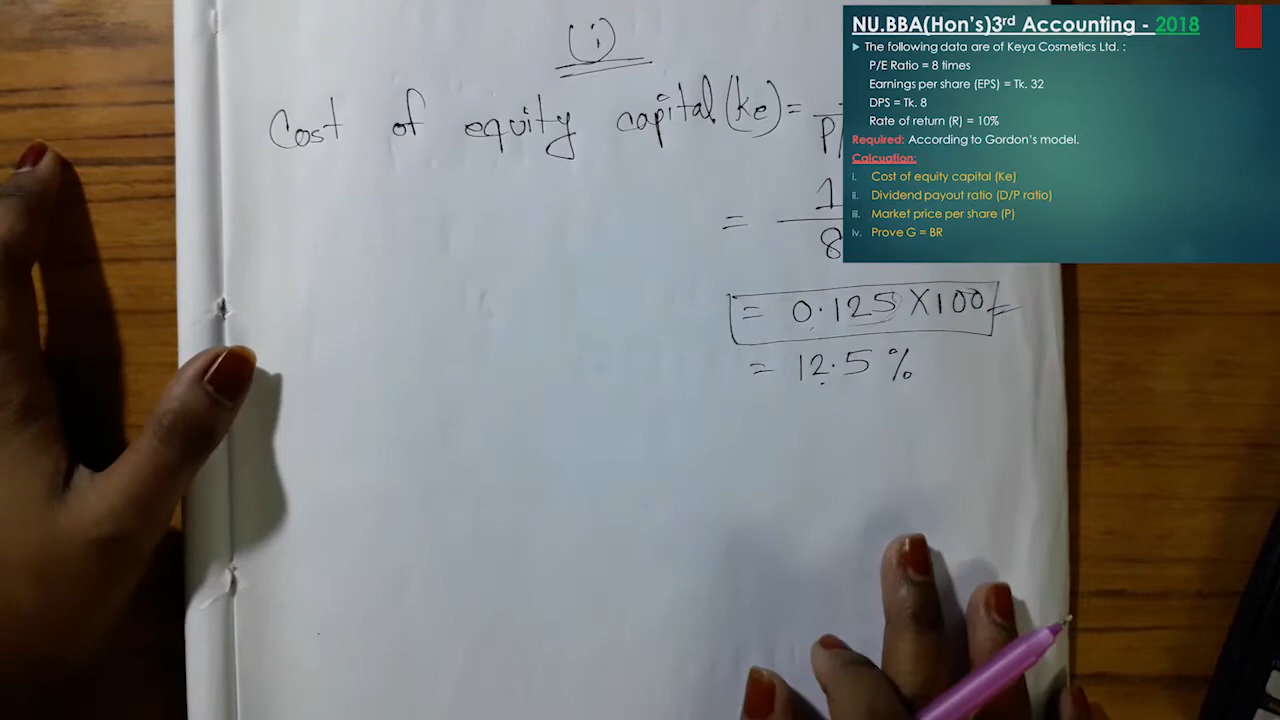 (i)
Cost of equity capital (ke) =
= 1
8
= 0.125 X 100
= 12.5 %
NU.BBA(Hon's)3rd Accounting - 2018
The following data are of Keya Cosmetics Ltd. :
P/E Ratio = 8 times
Earnings per share (EPS) = Tk. 32
DPS = Tk. 8
Rate of return (R) = 10%
Required: According to Gordon's model.
Calcuation:
i. Cost of equity capital (Ke)
ii. Dividend payout ratio (D/P ratio)
iii. Market price per share (P)
iv. Prove G = BR